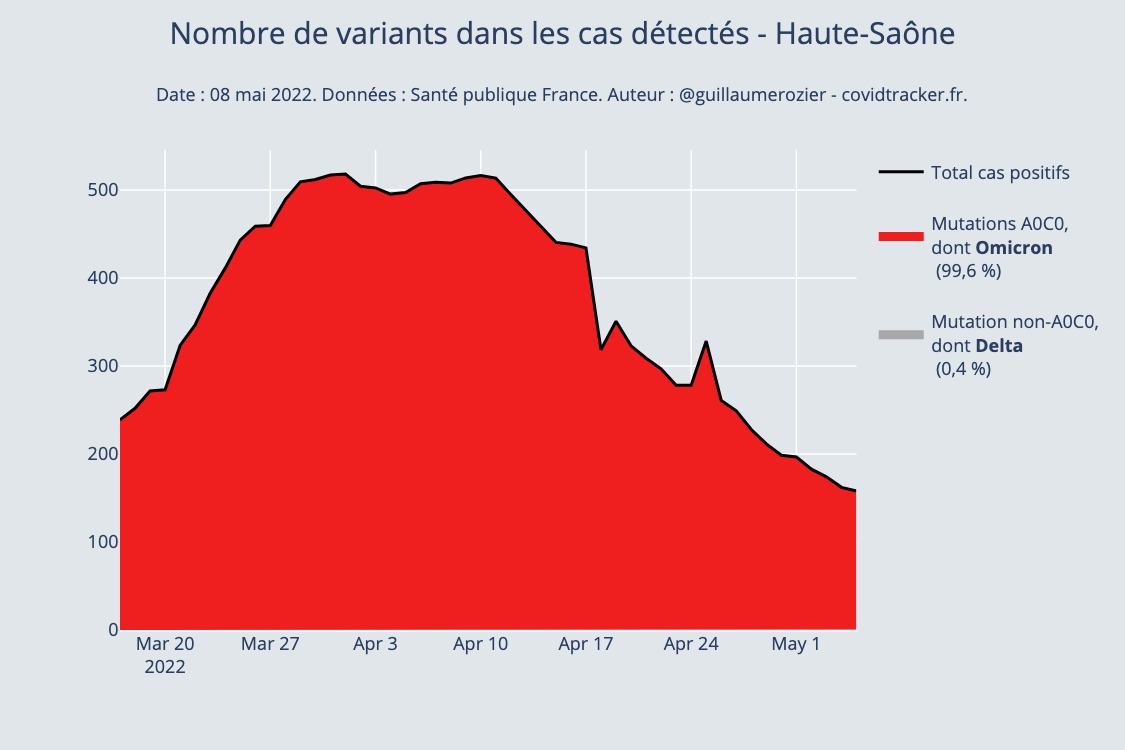 Nombre de variants dans les cas détectés - Haute-Saône
Date : 08 mai 2022. Données : Santé publique France. Auteur : @guillaumerozier - covidtracker.fr.
500
400
300
200
100
0
Mar 20
2022
Mar 27
Apr 3
Apr 10
Apr 17
Apr 24
May 1
Total cas positifs
Mutations A0C0,
dont Omicron
(99,6 %)
Mutation non-A0C0,
dont Delta
(0,4 %)